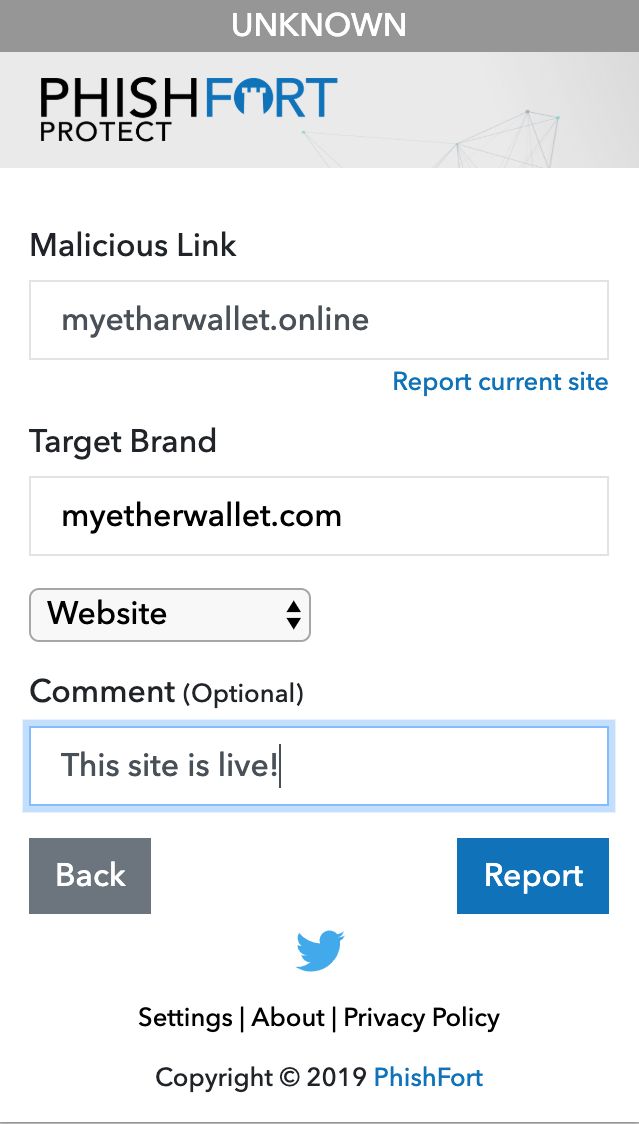 UNKNOWN
PHISHFORT
PROTECT
Malicious Link
myetharwallet.online
Report current site
Target Brand
myetherwallet.com
Website
Comment (Optional)
This site is live!
Back Report
Settings | About | Privacy Policy
Copyright © 2019 PhishFort